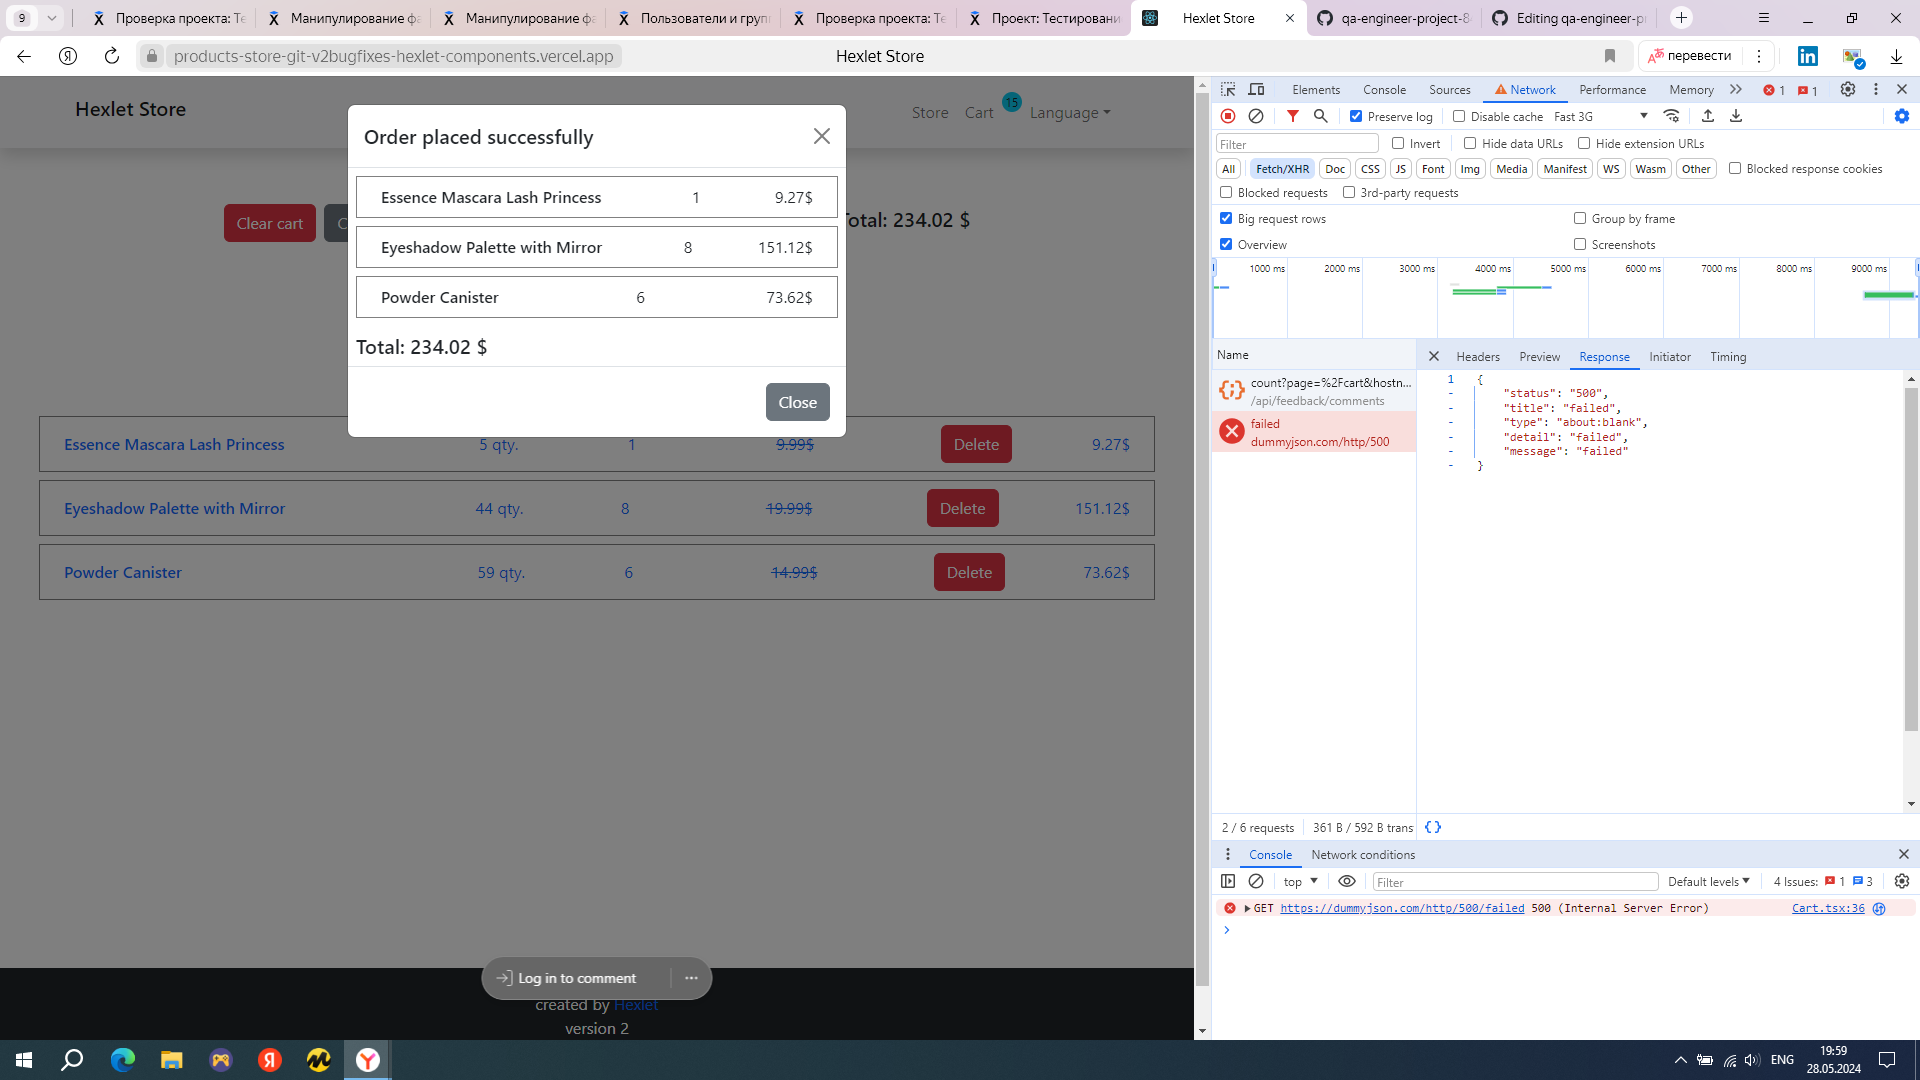 9
Проверка проекта: Те
Манипулирование фа
Манипулирование фа
Пользователи и групп
Проверка проекта: Те
Проект: Тестировани
Hexlet Store
qa-engineer-project-8
Editing qa-engineer-p
products-store-git-v2bugfixes-hexlet-components.vercel.app
Hexlet Store
перевести
Hexlet Store
Store
Cart
15
Language
Order placed successfully
Essence Mascara Lash Princess 1 9.27$
Eyeshadow Palette with Mirror 8 151.12$
Powder Canister 6 73.62$
Total: 234.02 $
Close
Clear cart
C
Total: 234.02 $
Essence Mascara Lash Princess 5 qty. 1 9.99$ Delete 9.27$
Eyeshadow Palette with Mirror 44 qty. 8 19.99$ Delete 151.12$
Powder Canister 59 qty. 6 14.99$ Delete 73.62$
Log in to comment
created by Hexlet
version 2
Elements Console Sources Network Performance Memory 1 1
Preserve log Disable cache Fast 3G
Filter Invert Hide data URLs Hide extension URLs
All Fetch/XHR Doc CSS JS Font Img Media Manifest WS Wasm Other Blocked response cookies
Blocked requests 3rd-party requests
Big request rows Group by frame
Overview Screenshots
1000 ms 2000 ms 3000 ms 4000 ms 5000 ms 6000 ms 7000 ms 8000 ms 9000 ms
Name
Headers Preview Response Initiator Timing
count?page=%2Fcart&hostn...
/api/feedback/comments
failed
dummyjson.com/http/500
1 {
- "status": "500",
- "title": "failed",
- "type": "about:blank",
- "detail": "failed",
- "message": "failed"
- }
2 / 6 requests 361 B / 592 B trans
Console Network conditions
top Filter Default levels 4 Issues: 1 3
GET https://dummyjson.com/http/500/failed 500 (Internal Server Error) Cart.tsx:36
ENG
19:59
28.05.2024